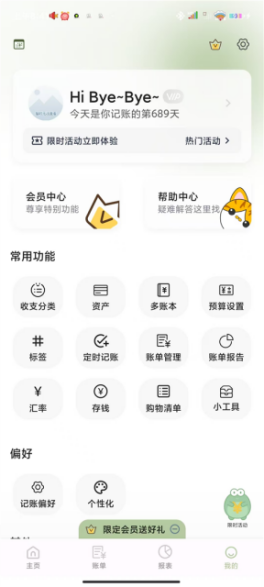 Hi Bye~Bye~
今天是你记账的第689天
限时活动立即体验 热门活动 >
会员中心 帮助中心
尊享特别功能 疑难解答这里找
常用功能
收支分类 资产 多账本 预算设置
标签 定时记账 账单管理 账单报告
汇率 存钱 购物清单 小工具
偏好
记账偏好 个性化
限时活动
限定会员送好礼
主页 账单 报表 我的